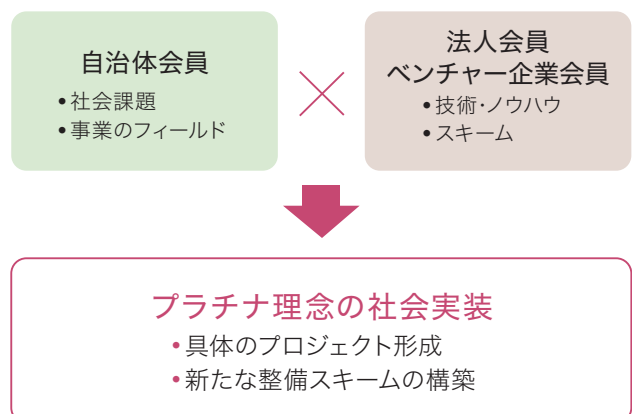 自治体会員
•社会課題
•事業のフィールド
法人会員
ベンチャー企業会員
•技術・ノウハウ
•スキーム
プラチナ理念の社会実装
•具体のプロジェクト形成
•新たな整備スキームの構築